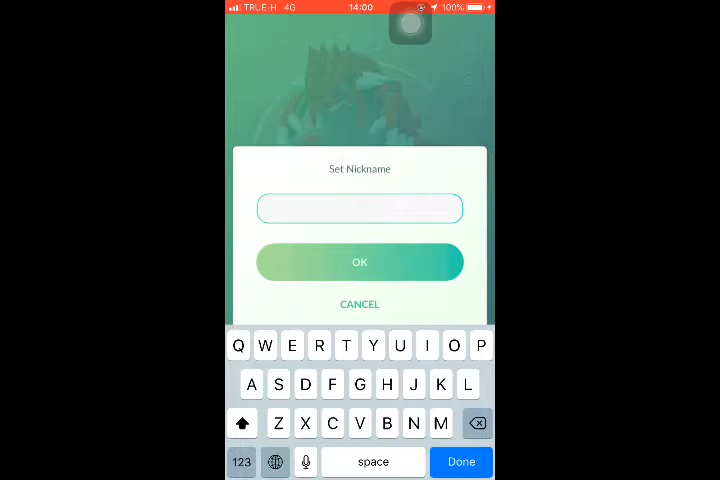 TRUE-H 4G 14:00 100%
Set Nickname
OK
CANCEL
Q W E R T Y U I O P
A S D F G H J K L
Z X C V B N M
123 space Done